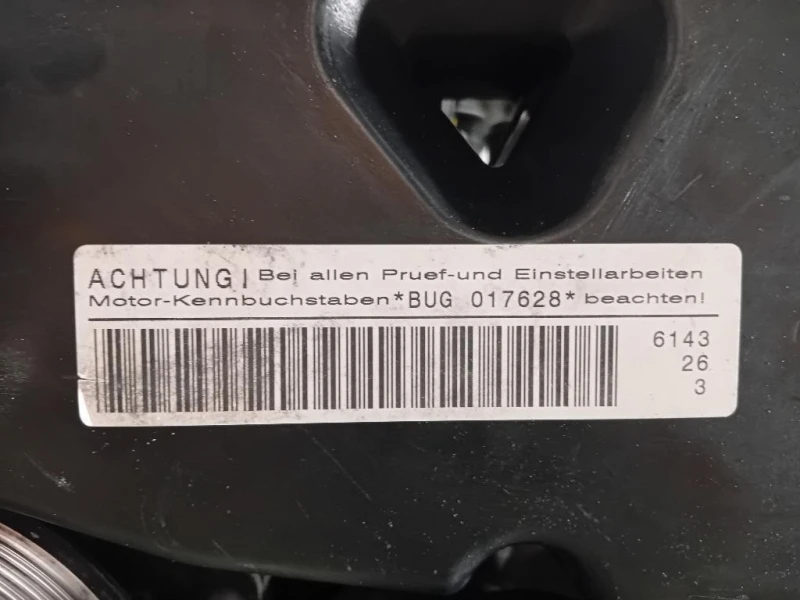 ACHTUNG! Bei allen Pruef-und Einstellarbeiten
Motor-Kennbuchstaben *BUG 017628* beachten!
6143
26
3